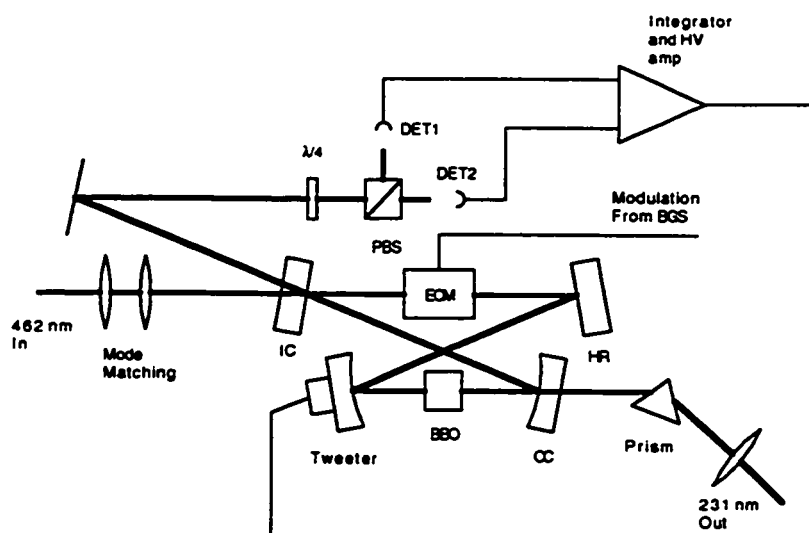 Integrator
and HV
amp
DET1
λ/4
DET2
Modulation
From BGS
PBS
EOM
462 nm
In
Mode
Matching
IC
HR
Tweeter
BBO
OC
Prism
231 nm
Out